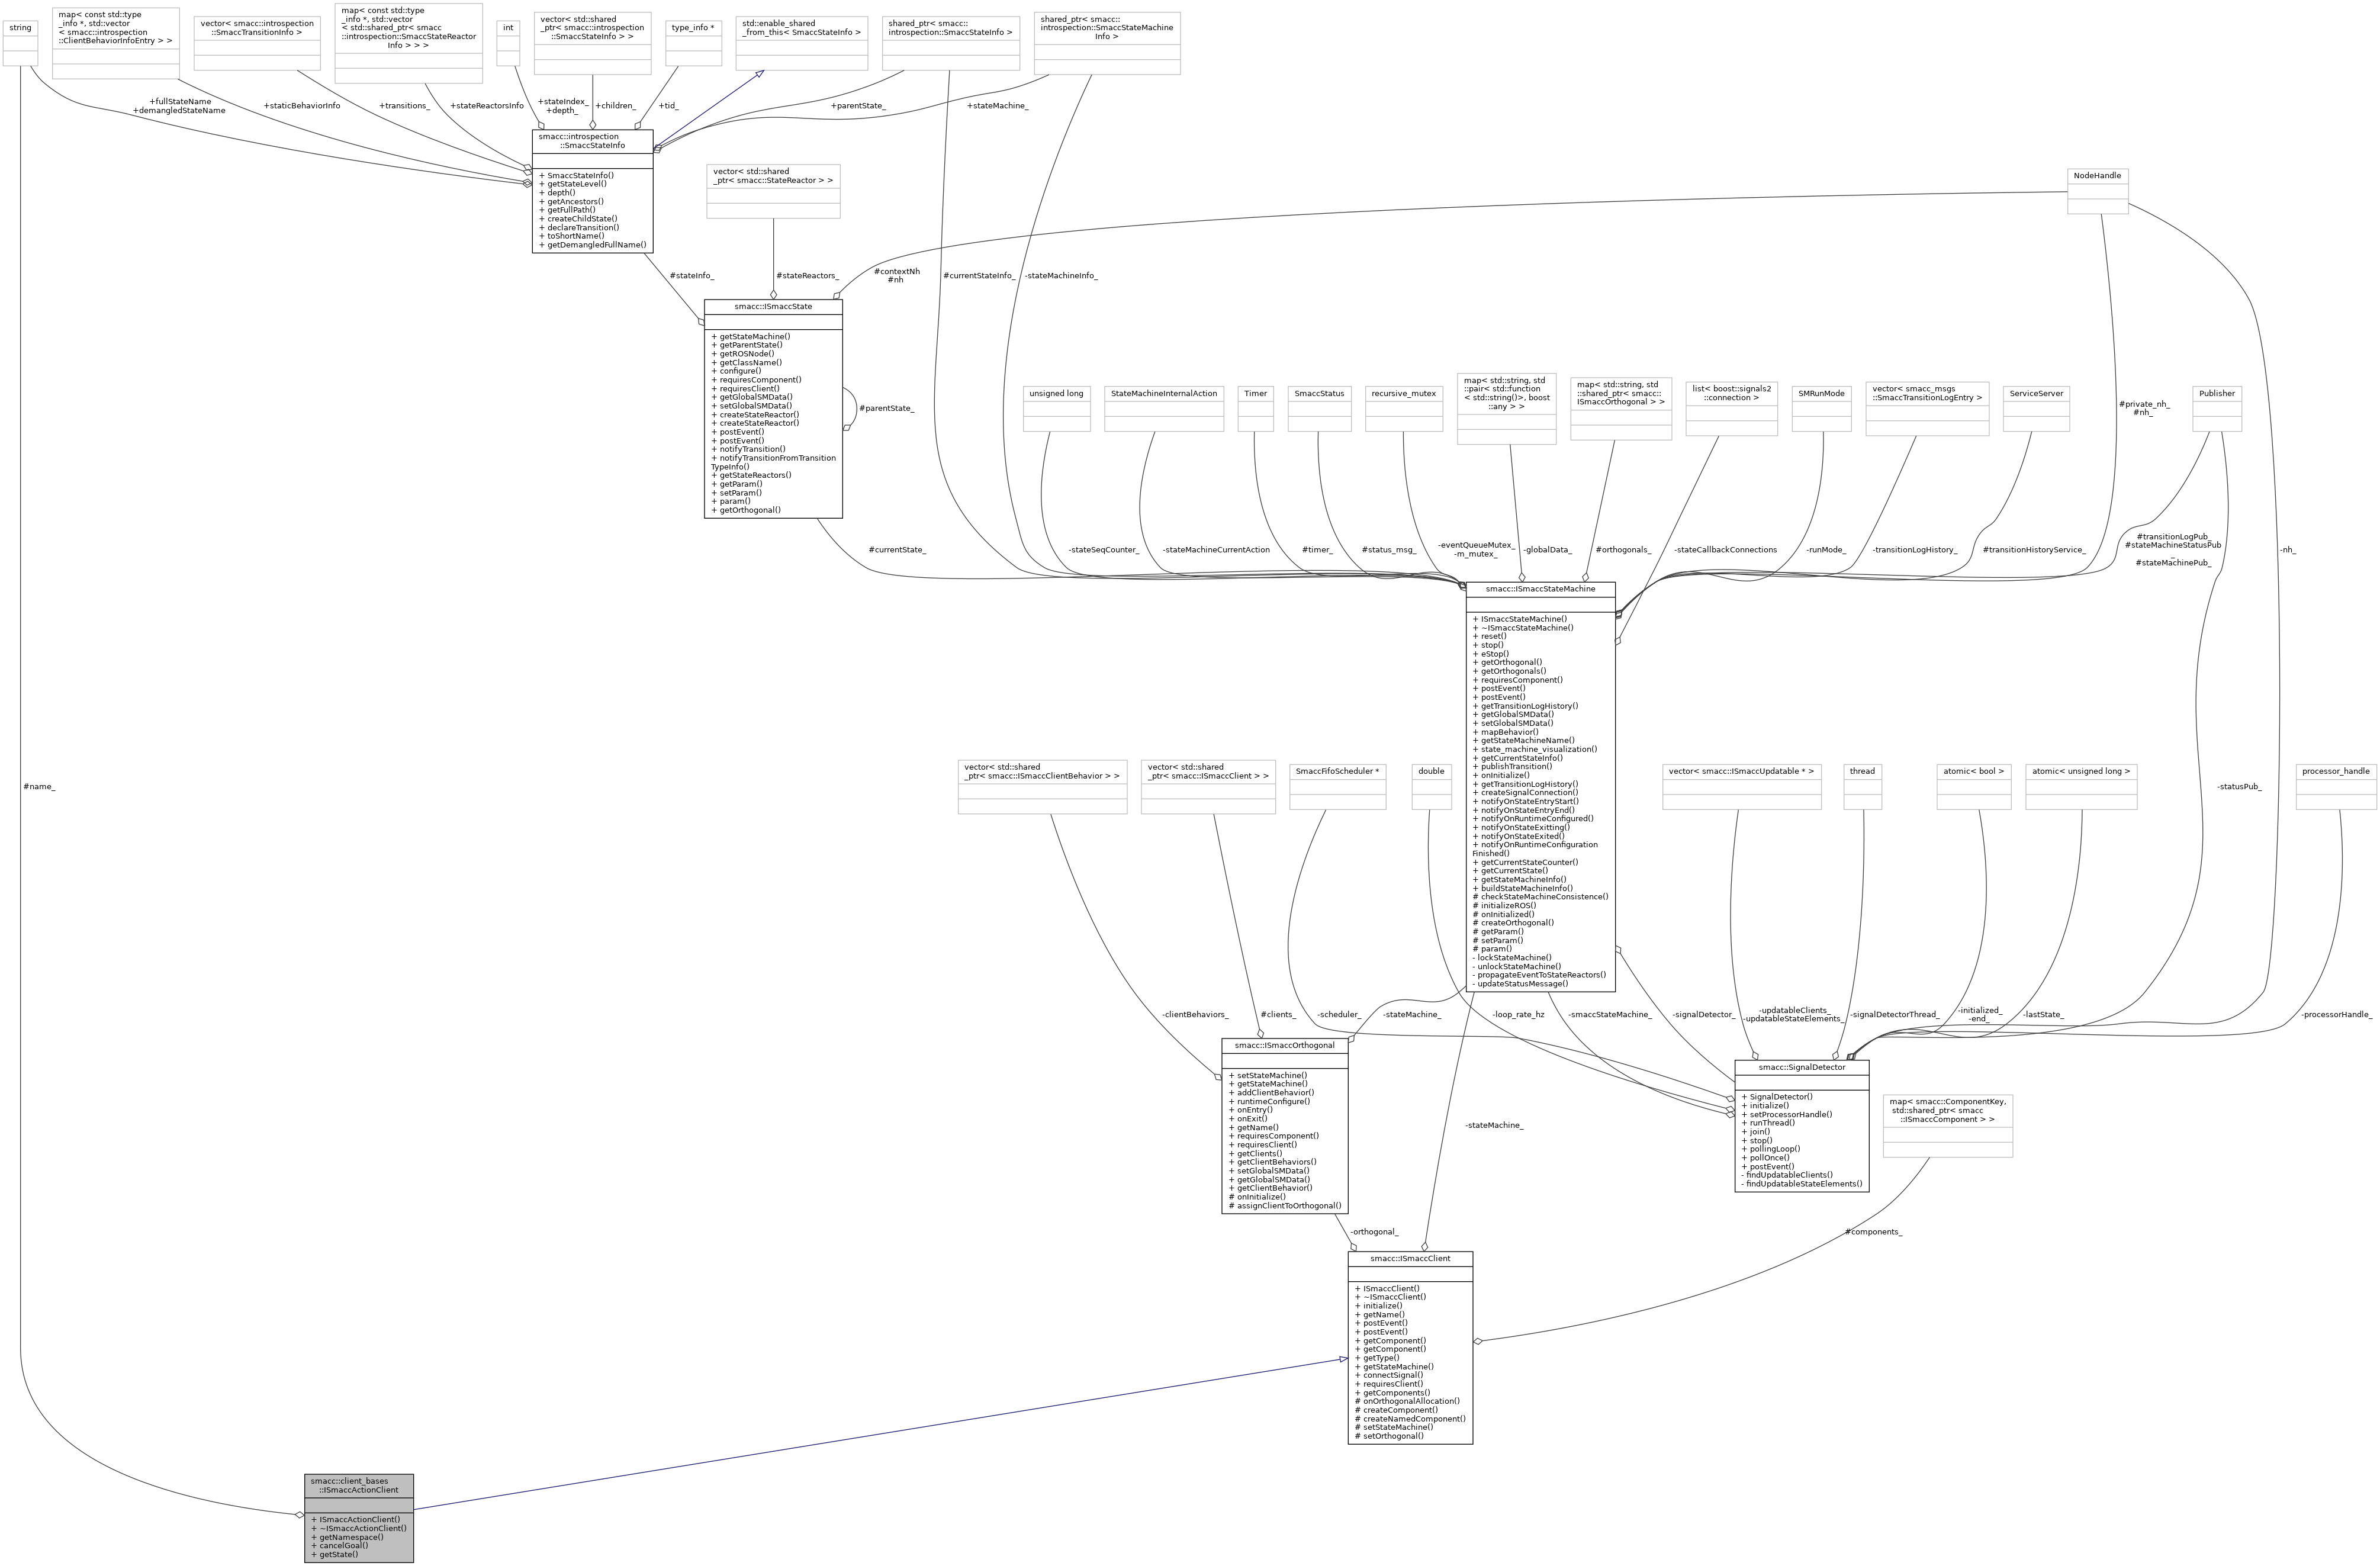 string
map< const std::type
_info *, std::vector
< smacc::introspection
::ClientBehaviorInfoEntry > >
vector< smacc::introspection
::SmaccTransitionInfo >
map< const std::type
_info *, std::vector
< std::shared_ptr< smacc
::introspection::SmaccStateReactor
Info > > >
int
vector< std::shared
_ptr< smacc::introspection
::SmaccStateInfo > >
type_info *
std::enable_shared
_from_this< SmaccStateInfo >
shared_ptr< smacc::
introspection::SmaccStateInfo >
shared_ptr< smacc::
introspection::SmaccStateMachine
Info >
+fullStateName
+demangledStateName
+staticBehaviorInfo
+transitions_
+stateReactorsInfo
+stateIndex_
+depth_
+children_
+tid_
+parentState_
+stateMachine_
smacc::introspection
::SmaccStateInfo
+ SmaccStateInfo()
+ getStateLevel()
+ depth()
+ getAncestors()
+ getFullPath()
+ createChildState()
+ declareTransition()
+ toShortName()
+ getDemangledFullName()
vector< std::shared
_ptr< smacc::StateReactor > >
NodeHandle
#stateInfo_
#stateReactors_
#contextNh
#nh
#currentStateInfo_
-stateMachineInfo_
smacc::ISmaccState
+ getStateMachine()
+ getParentState()
+ getROSNode()
+ getClassName()
+ configure()
+ requiresComponent()
+ requiresClient()
+ getGlobalSMData()
+ setGlobalSMData()
+ createStateReactor()
+ createStateReactor()
+ postEvent()
+ postEvent()
+ notifyTransition()
+ notifyTransitionFromTransition
TypeInfo()
+ getStateReactors()
+ getParam()
+ setParam()
+ param()
+ getOrthogonal()
#parentState_
unsigned long
StateMachineInternalAction
Timer
SmaccStatus
recursive_mutex
map< std::string, std
::pair< std::function
< std::string()>, boost
::any > >
map< std::string, std
::shared_ptr< smacc::
ISmaccOrthogonal > >
list< boost::signals2
::connection >
SMRunMode
vector< smacc_msgs
::SmaccTransitionLogEntry >
ServiceServer
#private_nh_
#nh_
Publisher
#currentState_
-stateSeqCounter_
-stateMachineCurrentAction
#timer_
#status_msg_
-eventQueueMutex_
-m_mutex_
-globalData_
#orthogonals_
-stateCallbackConnections
-runMode_
-transitionLogHistory_
#transitionHistoryService_
#transitionLogPub_
#stateMachineStatusPub
_
#stateMachinePub_
-nh_
smacc::ISmaccStateMachine
+ ISmaccStateMachine()
+ ~ISmaccStateMachine()
+ reset()
+ stop()
+ eStop()
+ getOrthogonal()
+ getOrthogonals()
+ requiresComponent()
+ postEvent()
+ postEvent()
+ getTransitionLogHistory()
+ getGlobalSMData()
+ setGlobalSMData()
+ mapBehavior()
+ getStateMachineName()
+ state_machine_visualization()
+ getCurrentStateInfo()
+ publishTransition()
+ onInitialize()
+ getTransitionLogHistory()
+ createSignalConnection()
+ notifyOnStateEntryStart()
+ notifyOnStateEntryEnd()
+ notifyOnRuntimeConfigured()
+ notifyOnStateExitting()
+ notifyOnStateExited()
+ notifyOnRuntimeConfiguration
Finished()
+ getCurrentStateCounter()
+ getCurrentState()
+ getStateMachineInfo()
+ buildStateMachineInfo()
# checkStateMachineConsistence()
# initializeROS()
# onInitialized()
# createOrthogonal()
# getParam()
# setParam()
# param()
- lockStateMachine()
- unlockStateMachine()
- propagateEventToStateReactors()
- updateStatusMessage()
#name_
vector< std::shared
_ptr< smacc::ISmaccClientBehavior > >
vector< std::shared
_ptr< smacc::ISmaccClient > >
SmaccFifoScheduler *
double
vector< smacc::ISmaccUpdatable * >
thread
atomic< bool >
atomic< unsigned long >
-statusPub_
processor_handle
-clientBehaviors_
#clients_
-scheduler_
-stateMachine_
-loop_rate_hz
-smaccStateMachine_
-signalDetector_
-updatableClients_
-updatableStateElements_
-signalDetectorThread_
-initialized_
-end_
-lastState_
-processorHandle_
smacc::ISmaccOrthogonal
+ setStateMachine()
+ getStateMachine()
+ addClientBehavior()
+ runtimeConfigure()
+ onEntry()
+ onExit()
+ getName()
+ requiresComponent()
+ requiresClient()
+ getClients()
+ getClientBehaviors()
+ setGlobalSMData()
+ getGlobalSMData()
+ getClientBehavior()
# onInitialize()
# assignClientToOrthogonal()
-stateMachine_
smacc::SignalDetector
+ SignalDetector()
+ initialize()
+ setProcessorHandle()
+ runThread()
+ join()
+ stop()
+ pollingLoop()
+ pollOnce()
+ postEvent()
- findUpdatableClients()
- findUpdatableStateElements()
map< smacc::ComponentKey,
std::shared_ptr< smacc
::ISmaccComponent > >
-orthogonal_
#components_
smacc::ISmaccClient
+ ISmaccClient()
+ ~ISmaccClient()
+ initialize()
+ getName()
+ postEvent()
+ postEvent()
+ getComponent()
+ getComponent()
+ getType()
+ getStateMachine()
+ connectSignal()
+ requiresClient()
+ getComponents()
# onOrthogonalAllocation()
# createComponent()
# createNamedComponent()
# setStateMachine()
# setOrthogonal()
smacc::client_bases
::ISmaccActionClient
+ ISmaccActionClient()
+ ~ISmaccActionClient()
+ getNamespace()
+ cancelGoal()
+ getState()